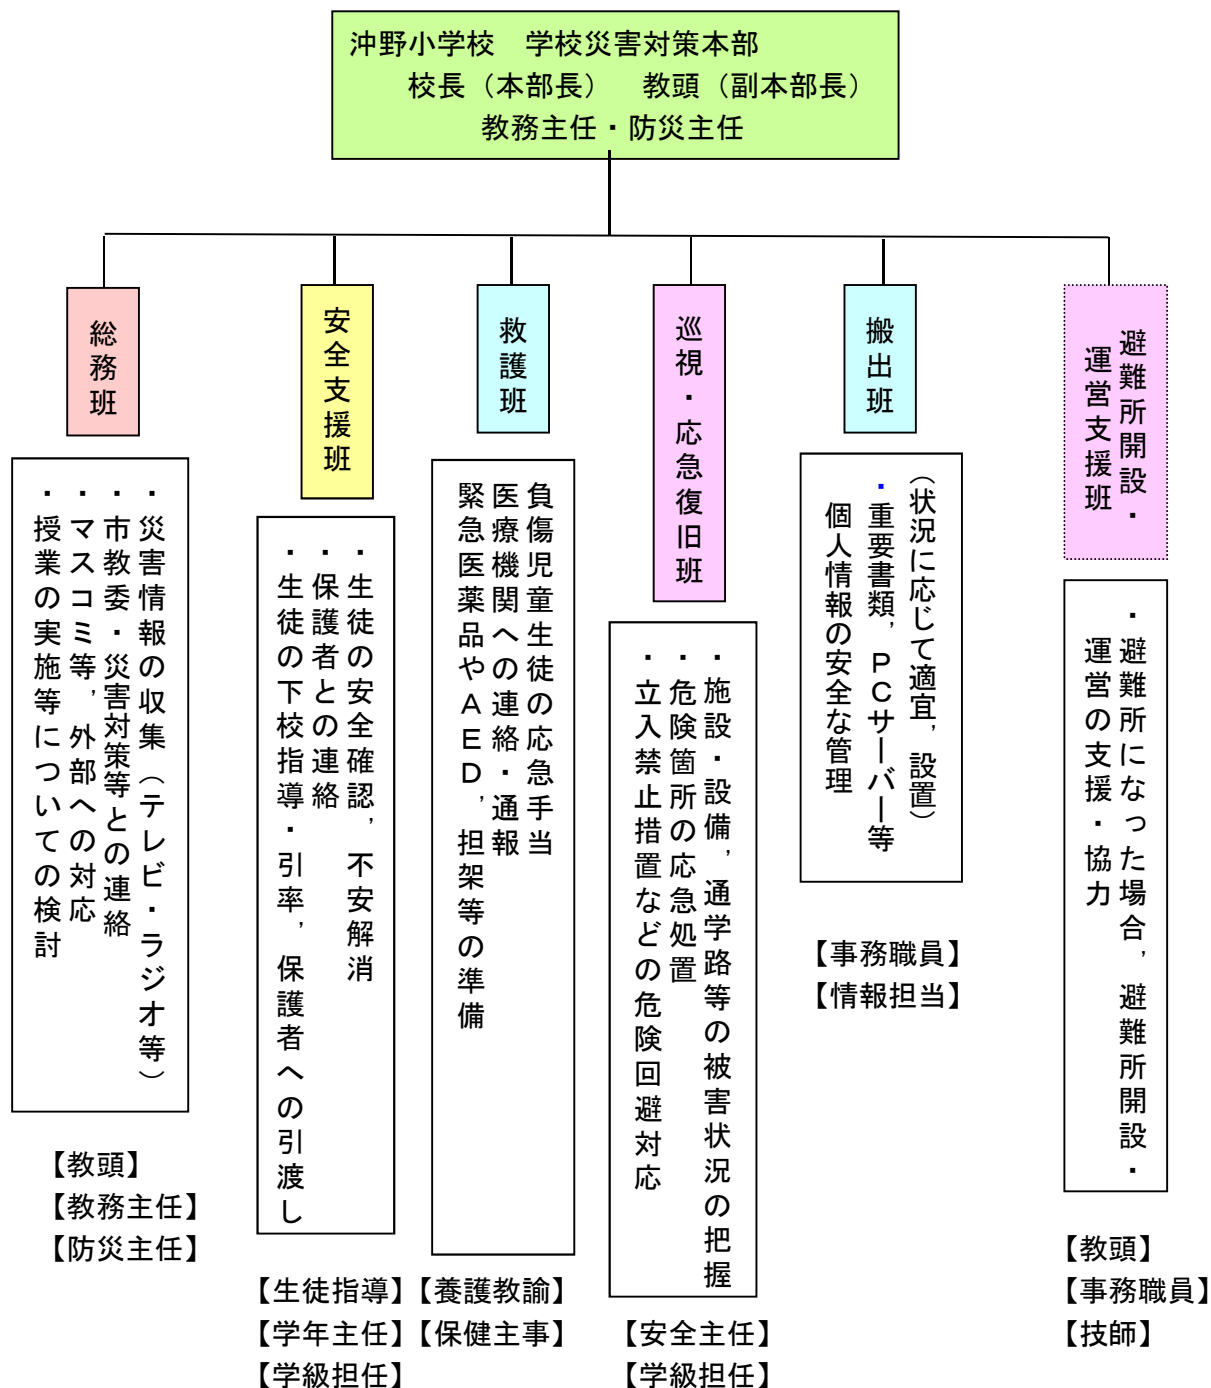 沖野小学校　学校災害対策本部
校長（本部長）　教頭（副本部長）
教務主任・防災主任
総務班
・災害情報の収集（テレビ・ラジオ等）
・市教委・災害対策等との連絡
・マスコミ等，外部への対応
・授業の実施等についての検討
【教頭】
【教務主任】
【防災主任】
安全支援班
・生徒の安全確認，不安解消
・保護者との連絡
・生徒の下校指導・引率，保護者への引渡し
【生徒指導】
【学年主任】
【学級担任】
救護班
負傷児童生徒の応急手当
医療機関への連絡・通報
緊急医薬品やＡＥＤ，担架等の準備
【養護教諭】
【保健主事】
巡視・応急復旧班
・施設・設備，通学路等の被害状況の把握
・危険箇所の応急処置
・立入禁止措置などの危険回避対応
【安全主任】
【学級担任】
搬出班
（状況に応じて適宜，設置）
・重要書類，ＰＣサーバー等
個人情報の安全な管理
【事務職員】
【情報担当】
避難所開設・
運営支援班
・避難所になった場合，避難所開設・
運営の支援・協力
【教頭】
【事務職員】
【技師】